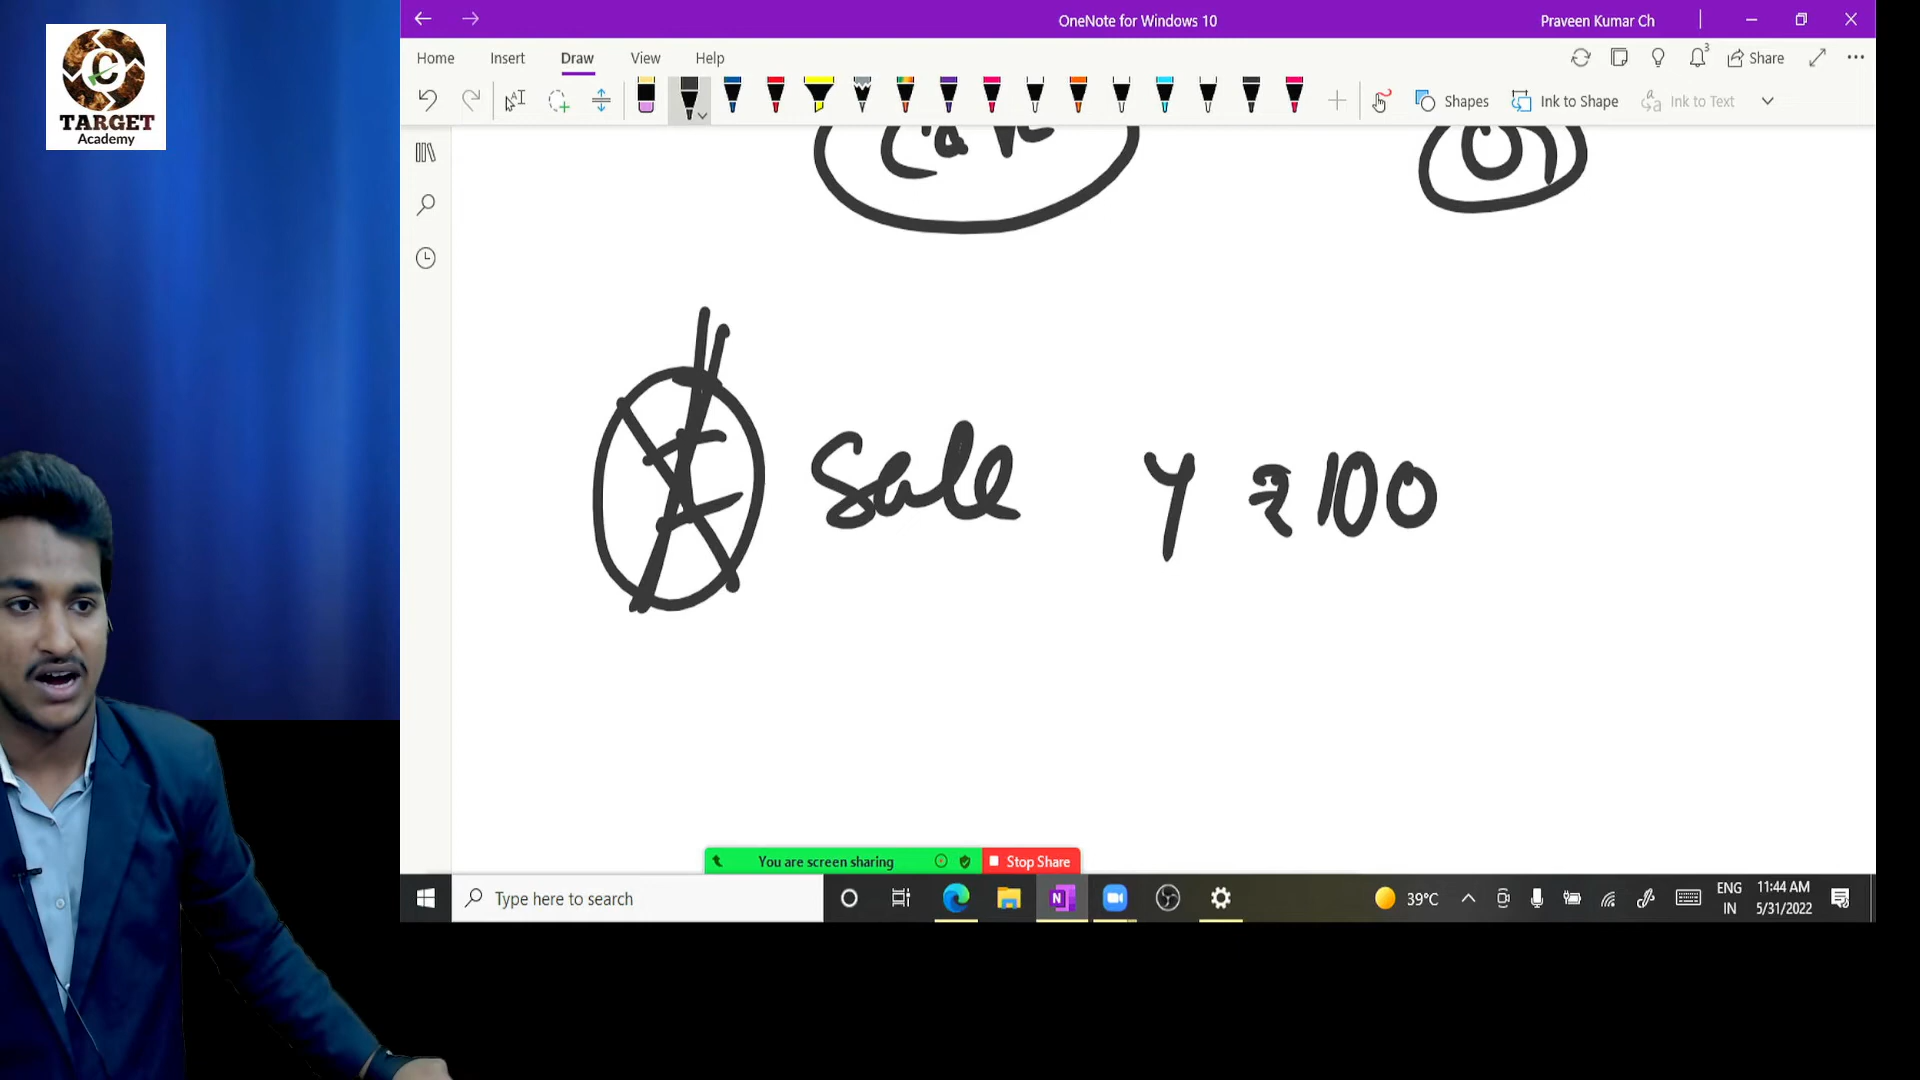 TARGET
Academy
OneNote for Windows 10
Praveen Kumar Ch
Home Insert Draw View Help
3
Share
Shapes
Ink to Shape
Ink to Text
Sale Y ₹ 100
You are screen sharing
Stop Share
Type here to search
39°C
ENG
IN
11:44 AM
5/31/2022